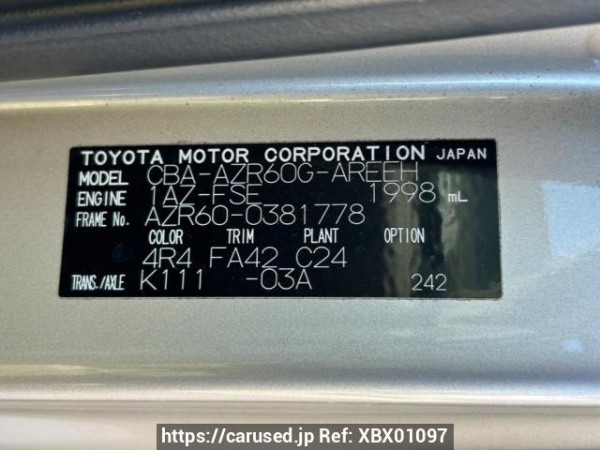 TOYOTA MOTOR CORPORATION JAPAN
MODEL CBA-AZR60G-AREEH
ENGINE 1AZ-FSE 1998 mL
FRAME No. AZR60-0381778
COLOR TRIM PLANT OPTION
4R4 FA42 C24
TRANS./AXLE K111 -03A 242
https://carused.jp Ref: XBX01097